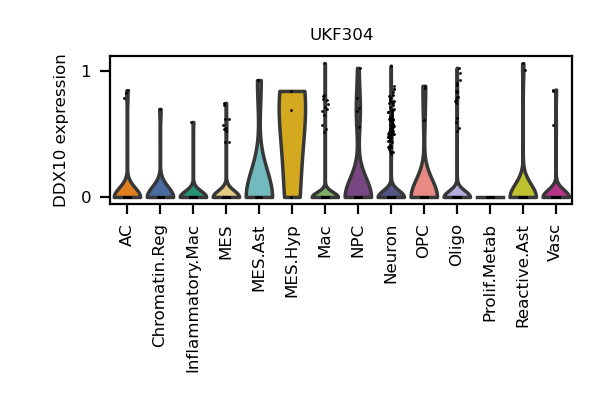 UKF304
DDX10 expression
1
0
AC
Chromatin.Reg
Inflammatory.Mac
MES
MES.Ast
MES.Hyp
Mac
NPC
Neuron
OPC
Oligo
Prolif.Metab
Reactive.Ast
Vasc